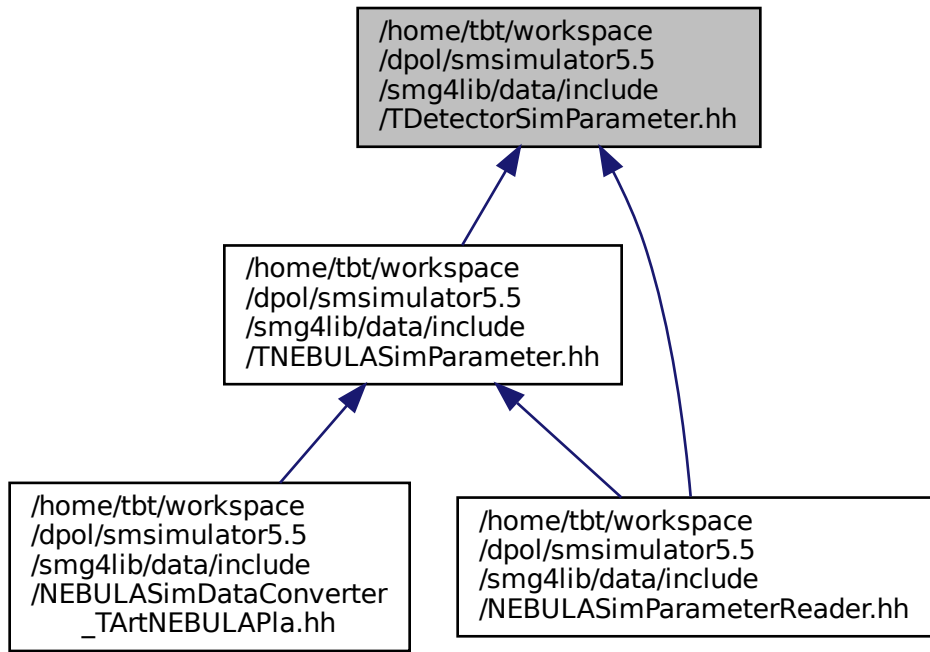 /home/tbt/workspace
/dpol/smsimulator5.5
/smg4lib/data/include
/TDetectorSimParameter.hh
/home/tbt/workspace
/dpol/smsimulator5.5
/smg4lib/data/include
/TNEBULASimParameter.hh
/home/tbt/workspace
/dpol/smsimulator5.5
/smg4lib/data/include
/NEBULASimDataConverter
_TArtNEBULAPla.hh
/home/tbt/workspace
/dpol/smsimulator5.5
/smg4lib/data/include
/NEBULASimParameterReader.hh